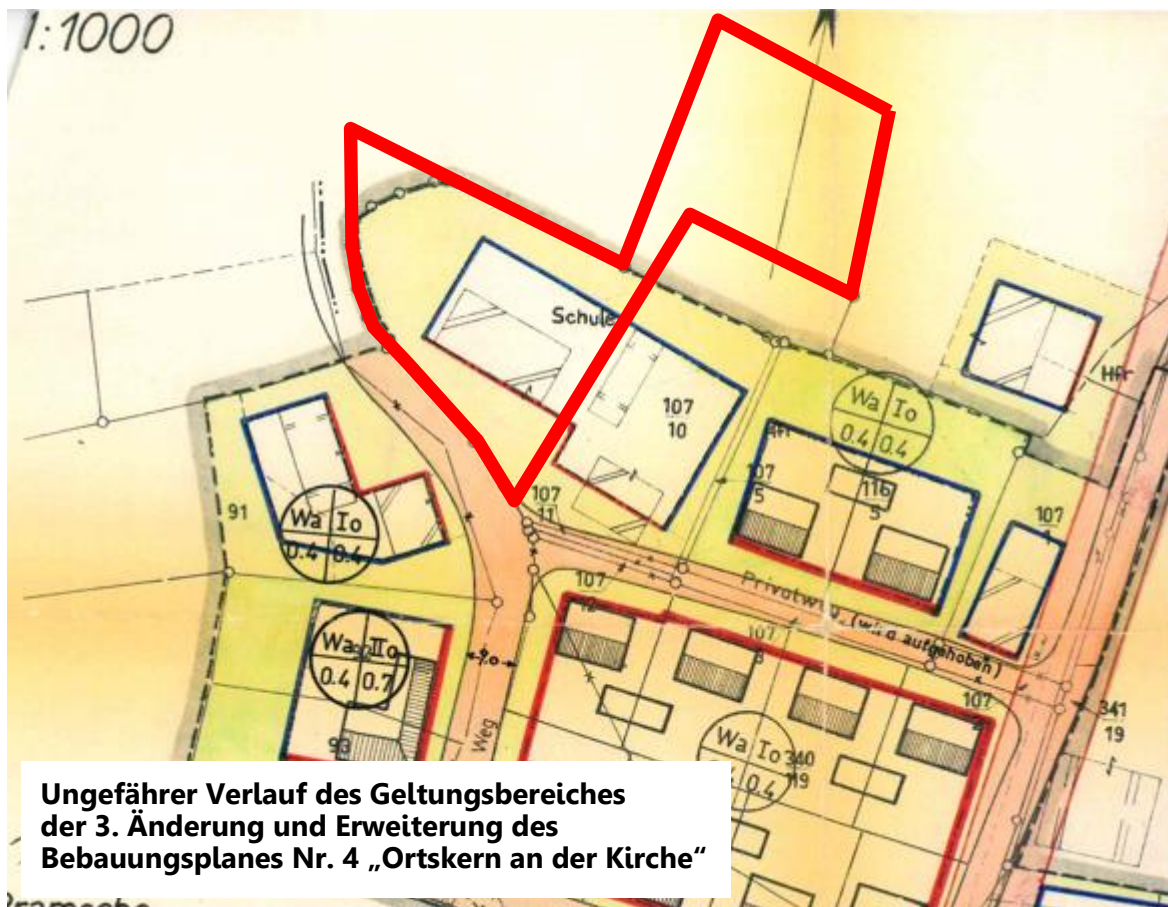 1:1000
Schule
107
10
Hfr
Wa Io
0.4 0.4
107
5
116
5
107
107
11
91
Wa Io
0.4 0.4
Privatweg (wird aufgehoben)
107
107
107
Wa IIo
0.4 0.7
93
Weg
Wa Io
0.4
340
119
341
19
Ungefährer Verlauf des Geltungsbereiches
der 3. Änderung und Erweiterung des
Bebauungsplanes Nr. 4 „Ortskern an der Kirche“